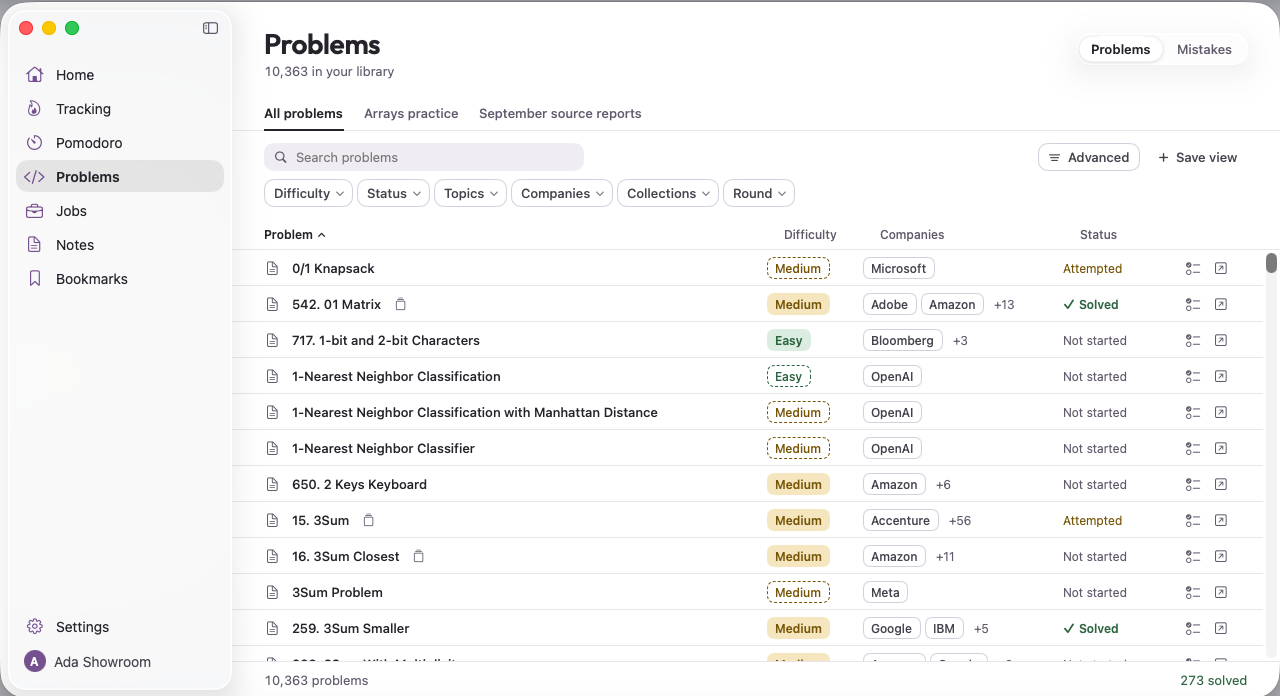 Home
Tracking
Pomodoro
Problems
Jobs
Notes
Bookmarks
Settings
A Ada Showroom
Problems
10,363 in your library
Problems Mistakes
All problems Arrays practice September source reports
Search problems Advanced + Save view
Difficulty Status Topics Companies Collections Round
Problem Difficulty Companies Status
0/1 Knapsack Medium Microsoft Attempted
542. 01 Matrix Medium Adobe Amazon +13 ✓ Solved
717. 1-bit and 2-bit Characters Easy Bloomberg +3 Not started
1-Nearest Neighbor Classification Easy OpenAI Not started
1-Nearest Neighbor Classification with Manhattan Distance Medium OpenAI Not started
1-Nearest Neighbor Classifier Medium OpenAI Not started
650. 2 Keys Keyboard Medium Amazon +6 Not started
15. 3Sum Medium Accenture +56 Attempted
16. 3Sum Closest Medium Amazon +11 Not started
3Sum Problem Medium Meta Not started
259. 3Sum Smaller Medium Google IBM +5 ✓ Solved
10,363 problems 273 solved